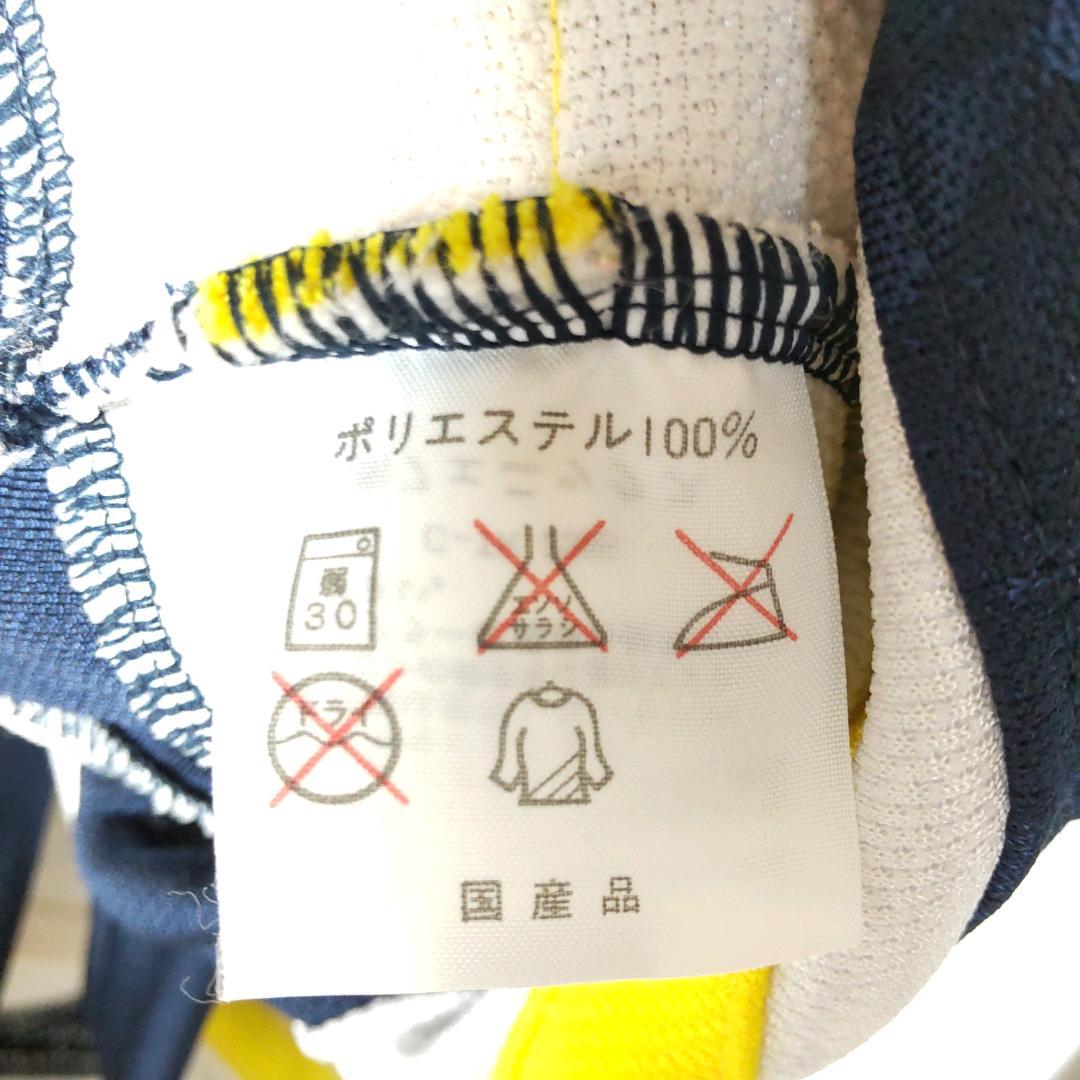 ポリエステル100%
弱
30
エンソ
サラシ
ドライ
国産品